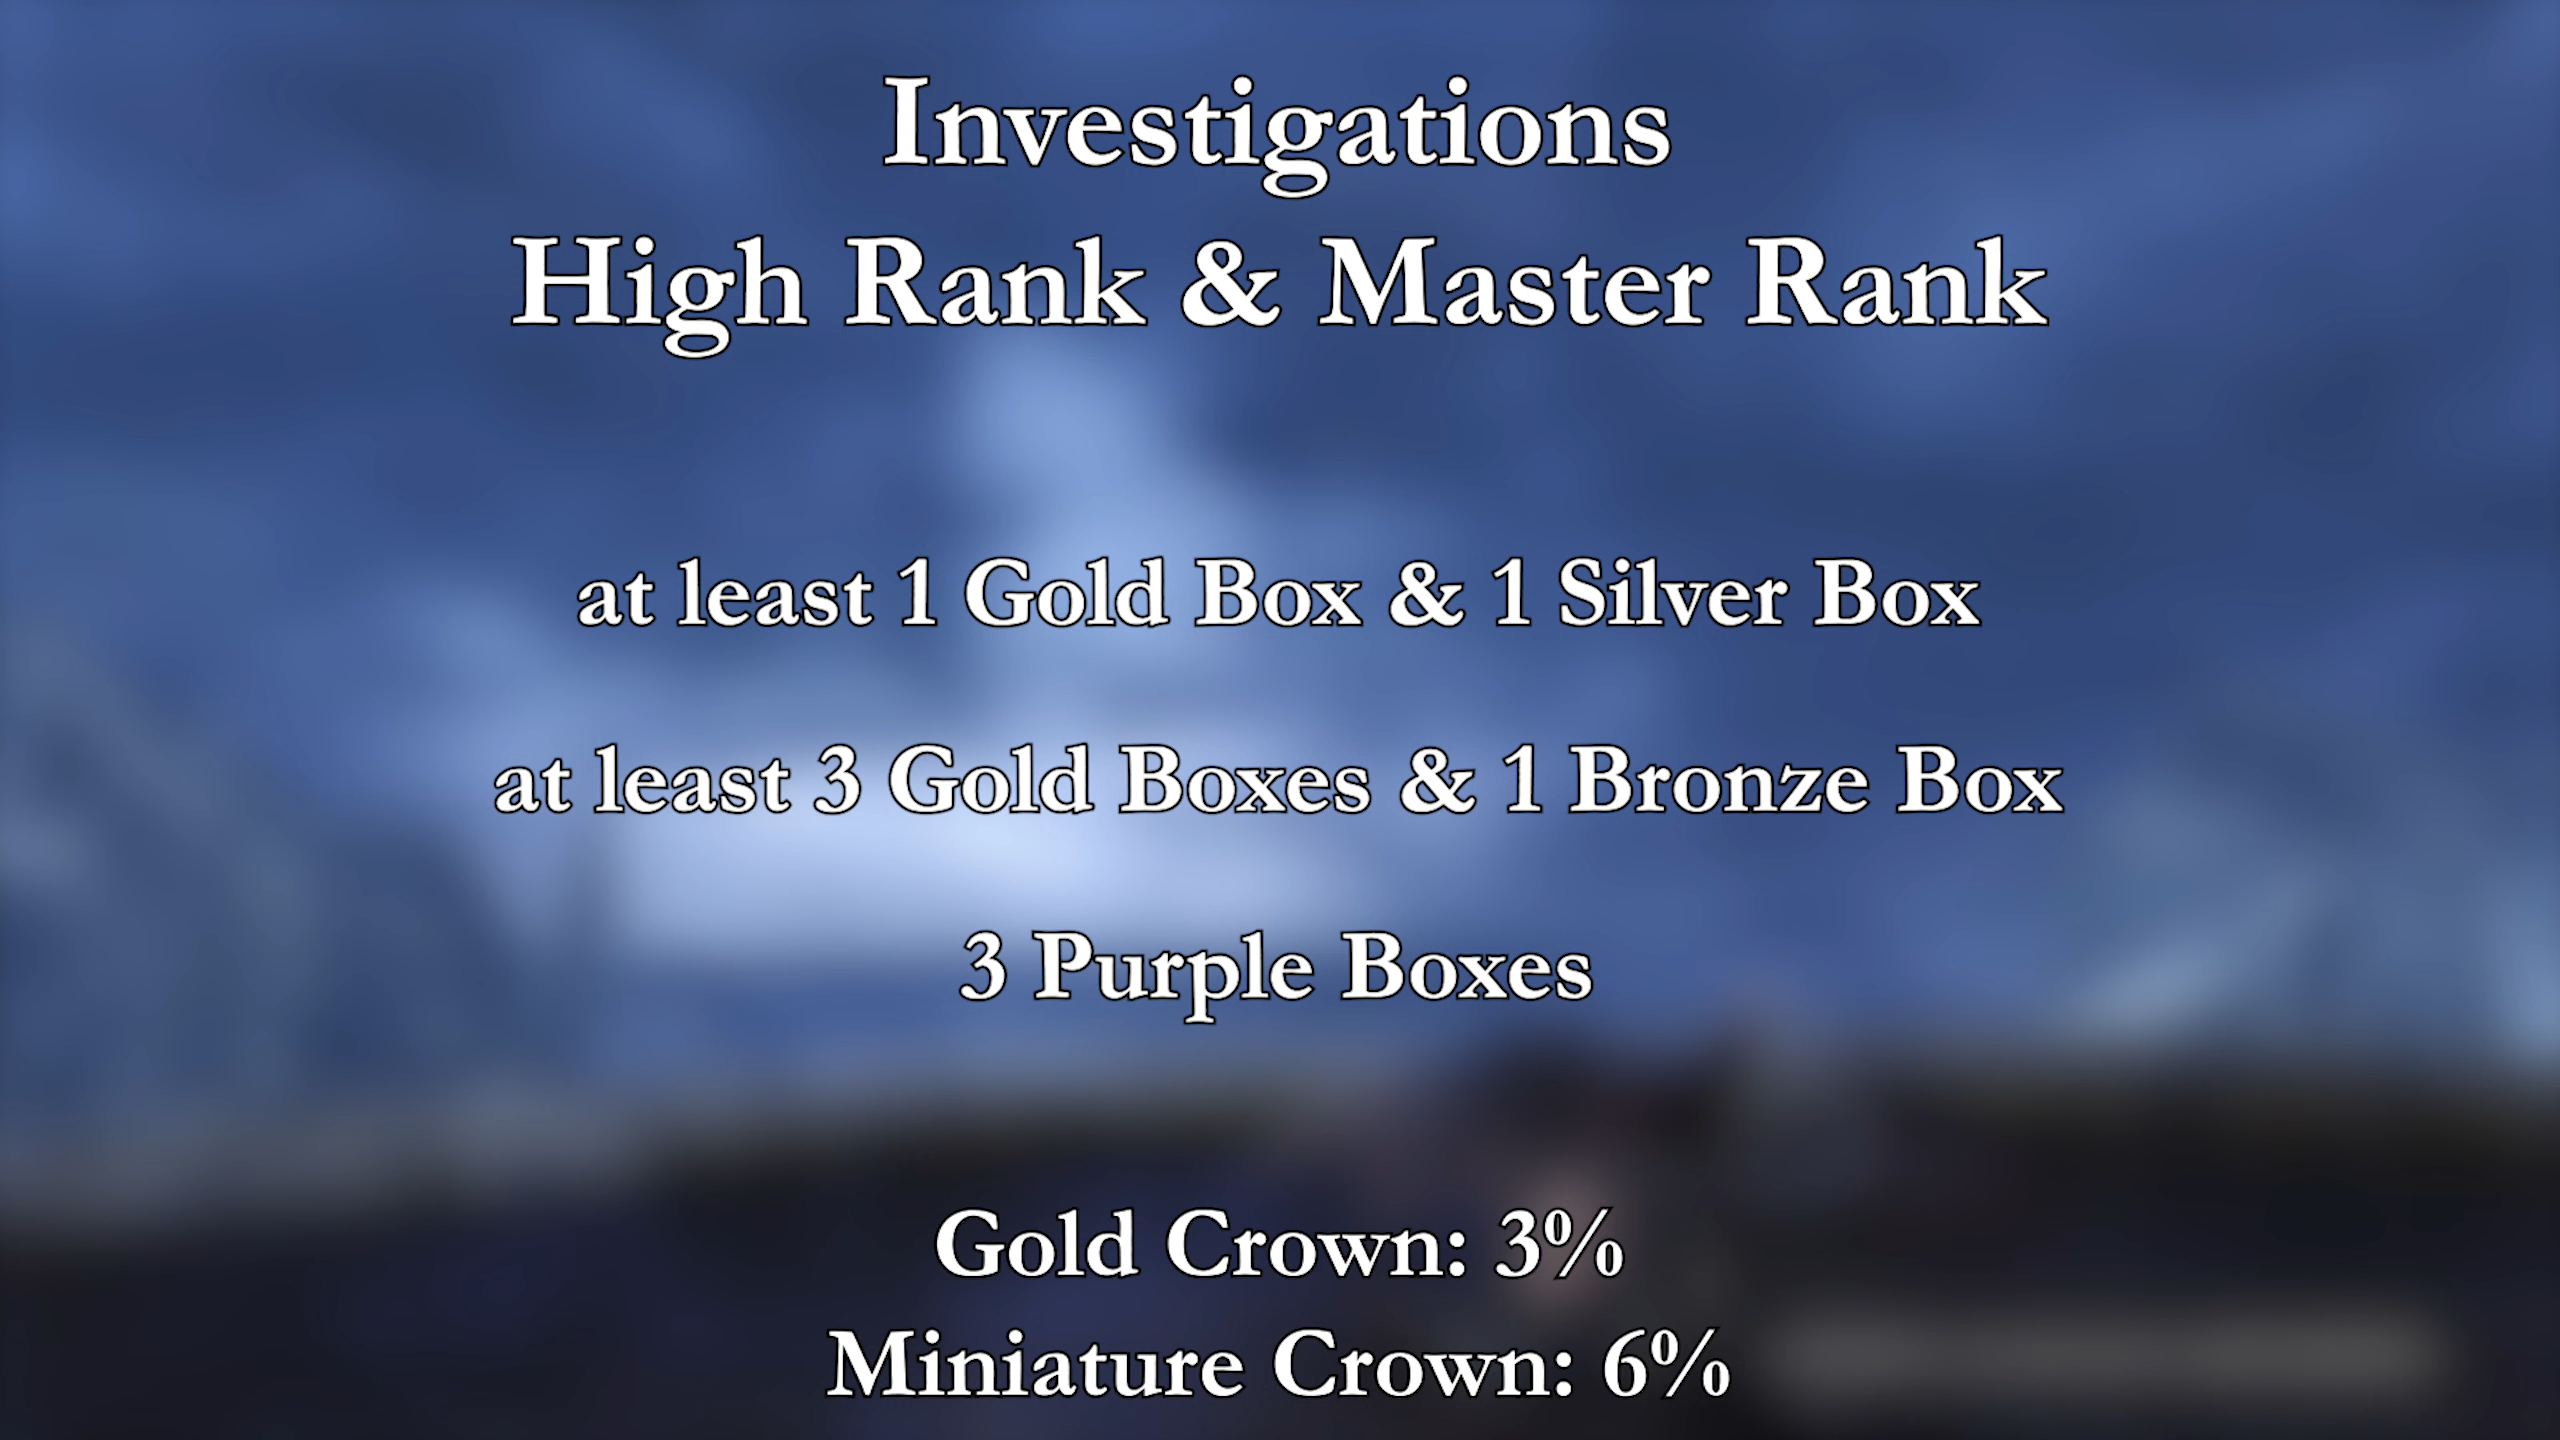 Investigations
High Rank & Master Rank
at least 1 Gold Box & 1 Silver Box
at least 3 Gold Boxes & 1 Bronze Box
3 Purple Boxes
Gold Crown: 3%
Miniature Crown: 6%